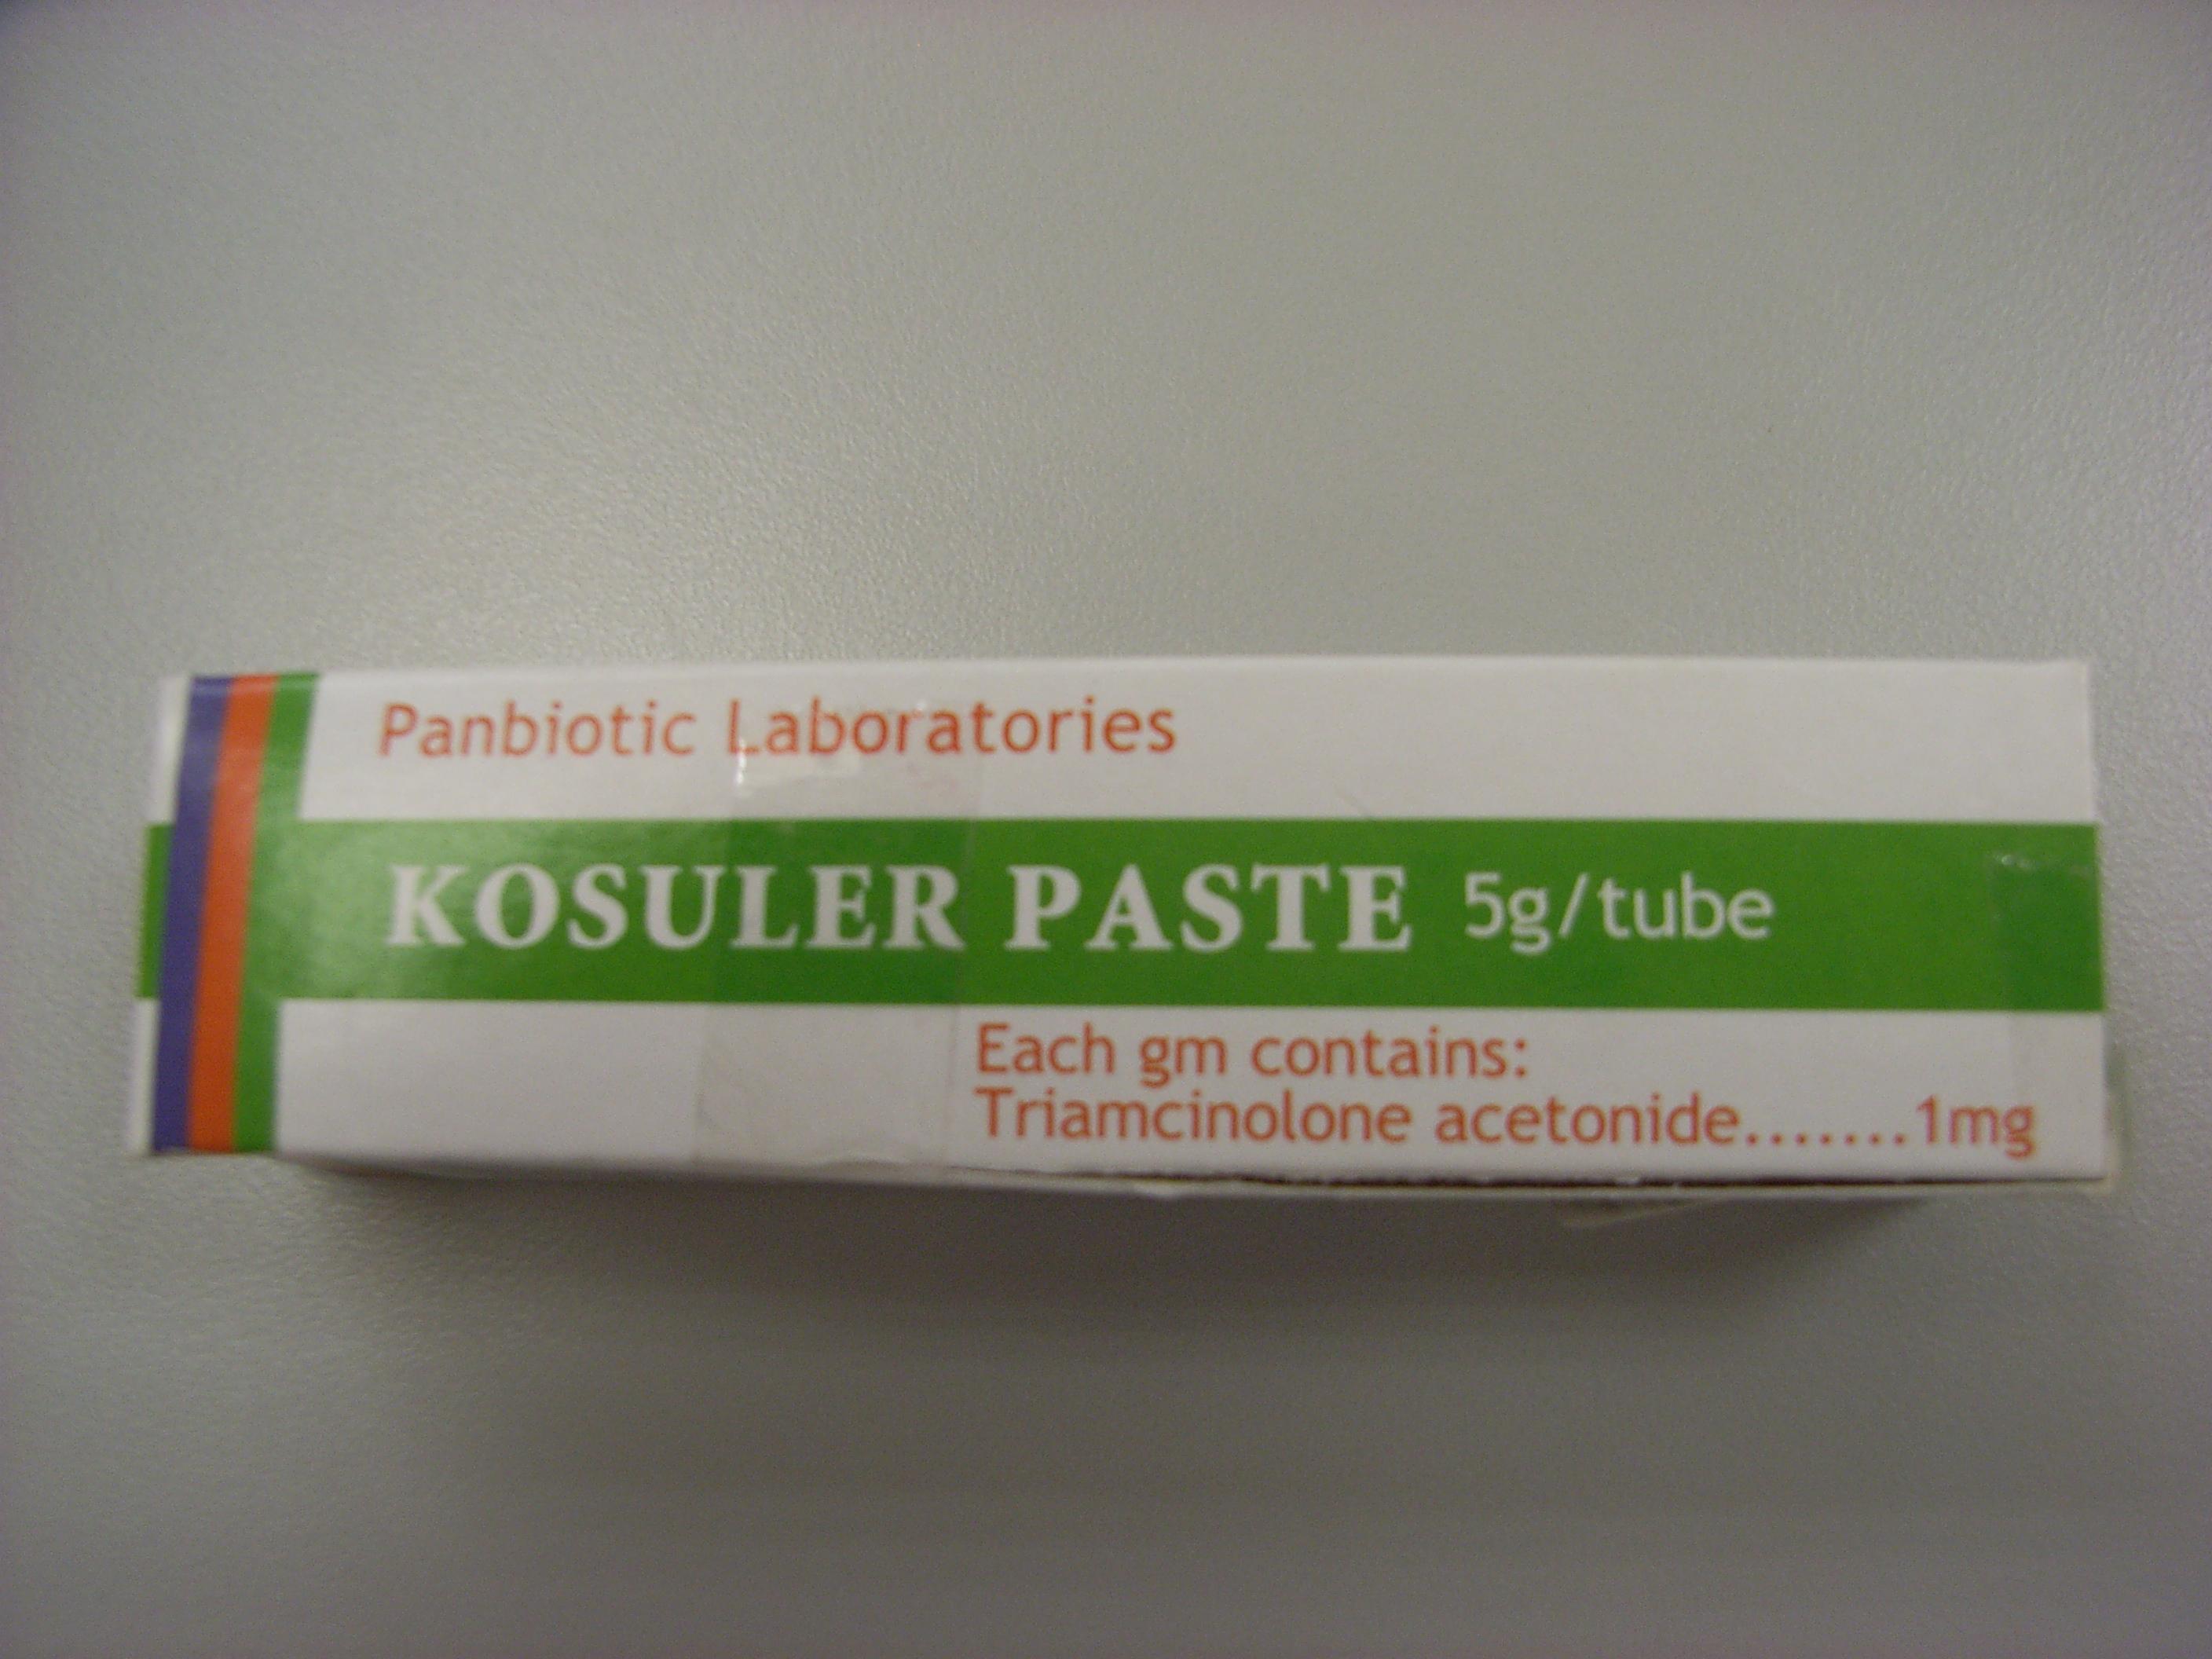 Panbiotic Laboratories
KOSULER PASTE 5g/tube
Each gm contains:
Triamcinolone acetonide.......1mg